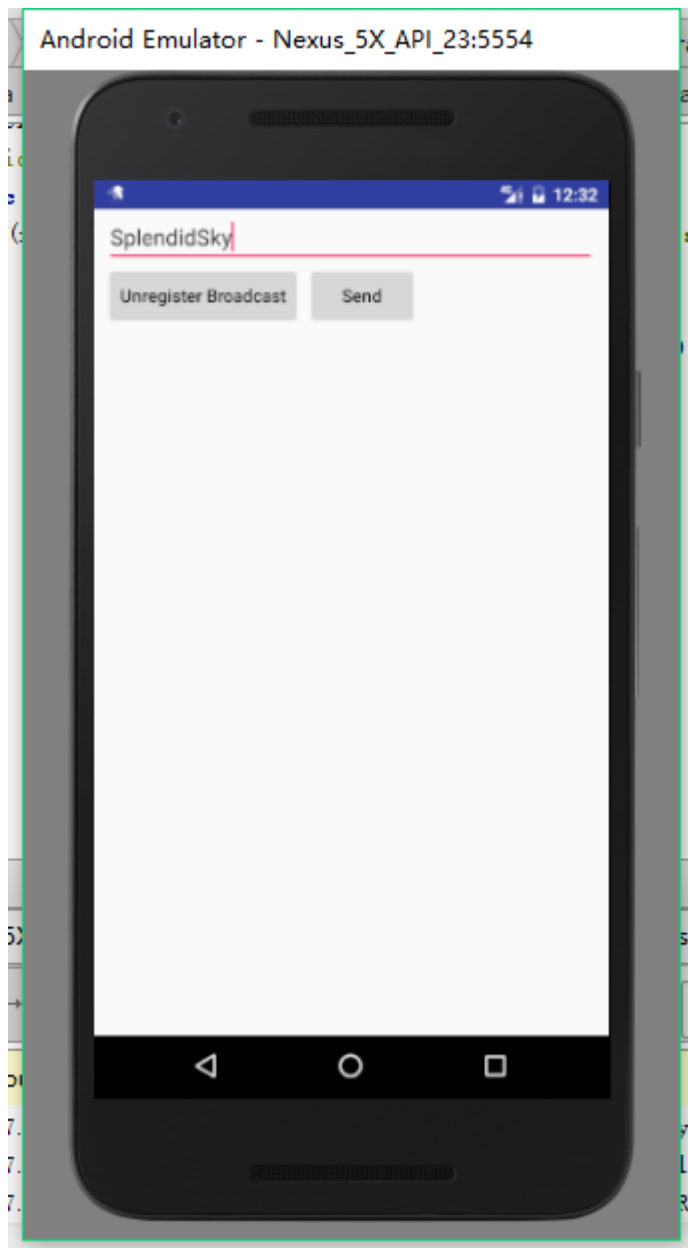 Android Emulator - Nexus_5X_API_23:5554
12:32
SplendidSky
Unregister Broadcast Send